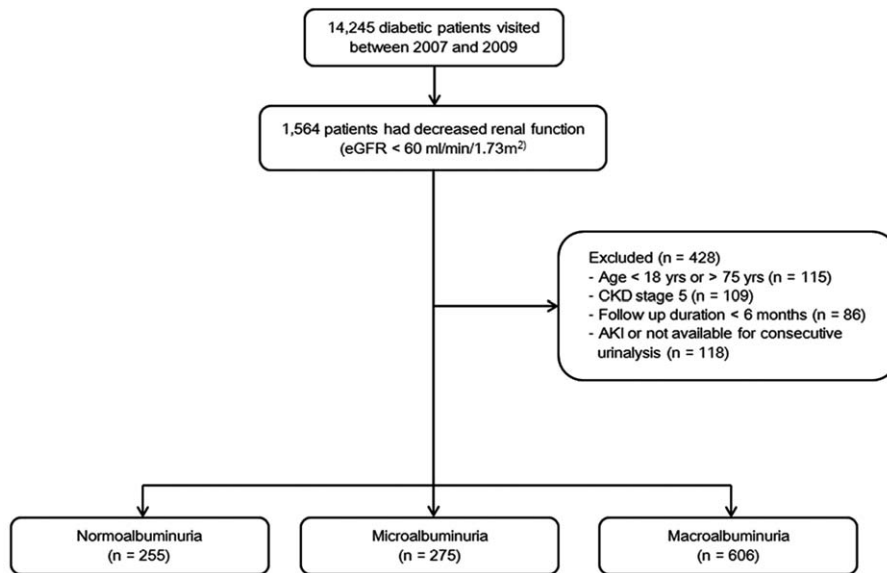 14,245 diabetic patients visited
between 2007 and 2009
1,564 patients had decreased renal function
(eGFR < 60 ml/min/1.73m²⁾
Excluded (n = 428)
- Age < 18 yrs or > 75 yrs (n = 115)
- CKD stage 5 (n = 109)
- Follow up duration < 6 months (n = 86)
- AKI or not available for consecutive
urinalysis (n = 118)
Normoalbuminuria
(n = 255)
Microalbuminuria
(n = 275)
Macroalbuminuria
(n = 606)